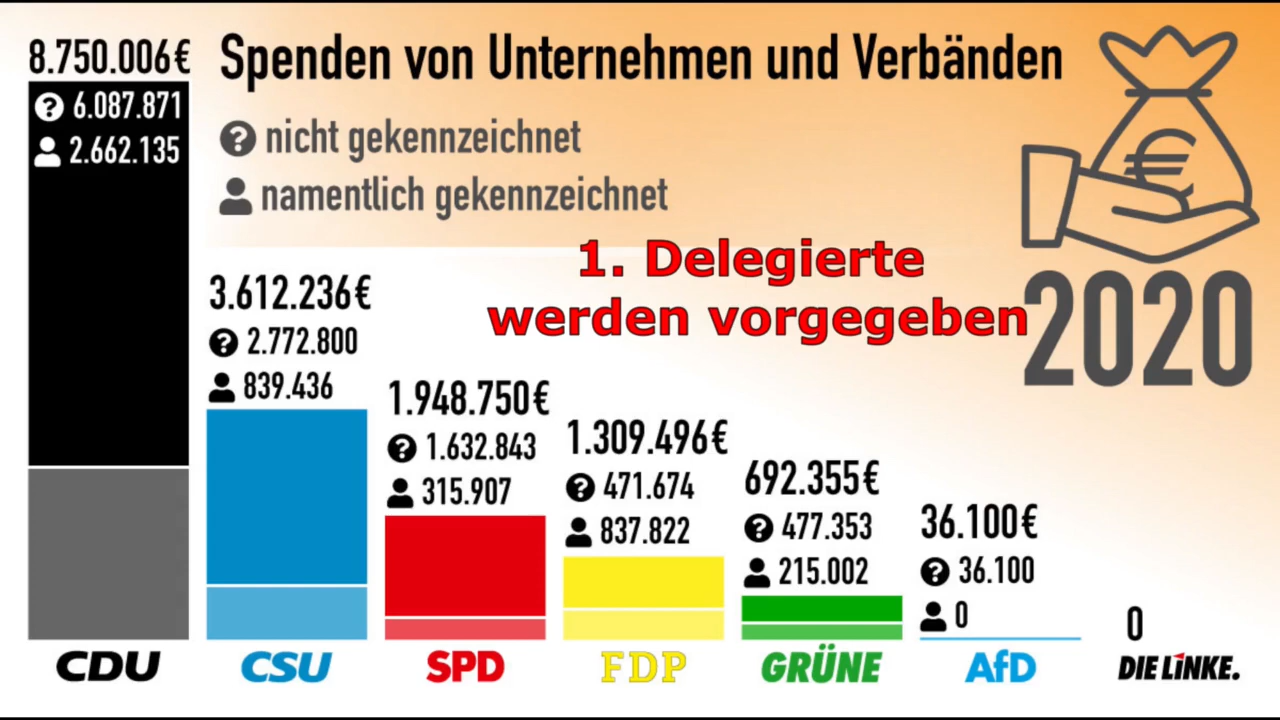 8.750.006€
6.087.871
2.662.135
Spenden von Unternehmen und Verbänden
nicht gekennzeichnet
namentlich gekennzeichnet
1. Delegierte
werden vorgegeben
2020
3.612.236€
2.772.800
839.436
1.948.750€
1.632.843
315.907
1.309.496€
471.674
837.822
692.355€
477.353
215.002
36.100€
36.100
0
0
CDU
CSU
SPD
FDP
GRÜNE
AfD
DIE LINKE.